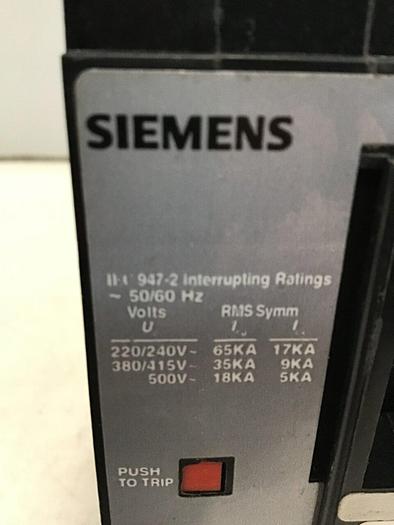 SIEMENS
947-2 Interrupting Ratings
~ 50/60 Hz
Volts RMS Symm
U I I
220/240V~ 65KA 17KA
380/415V~ 35KA 9KA
500V~ 18KA 5KA
PUSH
TO TRIP